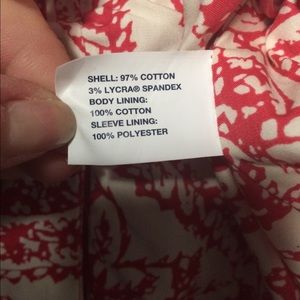 SHELL: 97% COTTON
3% LYCRA® SPANDEX
BODY LINING:
100% COTTON
SLEEVE LINING:
100% POLYESTER